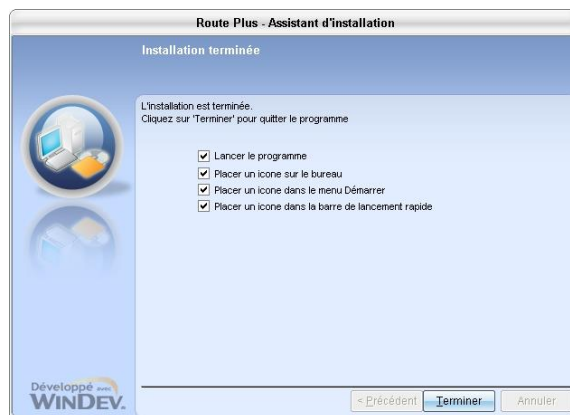 Route Plus - Assistant d'installation
Installation terminée
L'installation est terminée.
Cliquez sur 'Terminer' pour quitter le programme
Lancer le programme
Placer un icone sur le bureau
Placer un icone dans le menu Démarrer
Placer un icone dans la barre de lancement rapide
Développé avec
WINDEV.
< Précédent
Terminer
Annuler